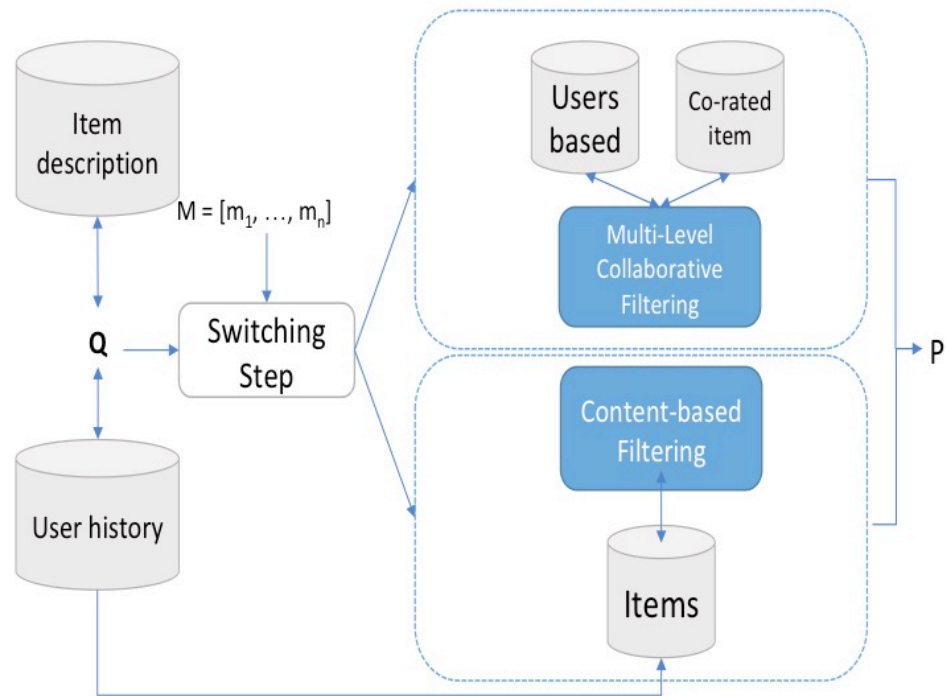 Item
description
M = [m₁, …, mₙ]
Q
Switching
Step
User history
Users
based
Co-rated
item
Multi-Level
Collaborative
Filtering
Content-based
Filtering
Items
P